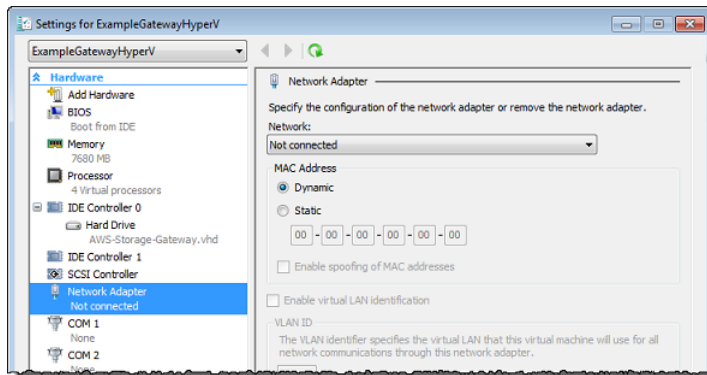 Settings for ExampleGatewayHyperV
ExampleGatewayHyperV
Hardware
Add Hardware
BIOS
Boot from IDE
Memory
7680 MB
Processor
4 Virtual processors
IDE Controller 0
Hard Drive
AWS-Storage-Gateway.vhd
IDE Controller 1
SCSI Controller
Network Adapter
Not connected
COM 1
None
COM 2
None
Network Adapter
Specify the configuration of the network adapter or remove the network adapter.
Network:
Not connected
MAC Address
Dynamic
Static
00 - 00 - 00 - 00 - 00 - 00
Enable spoofing of MAC addresses
Enable virtual LAN identification
VLAN ID
The VLAN identifier specifies the virtual LAN that this virtual machine will use for all
network communications through this network adapter.